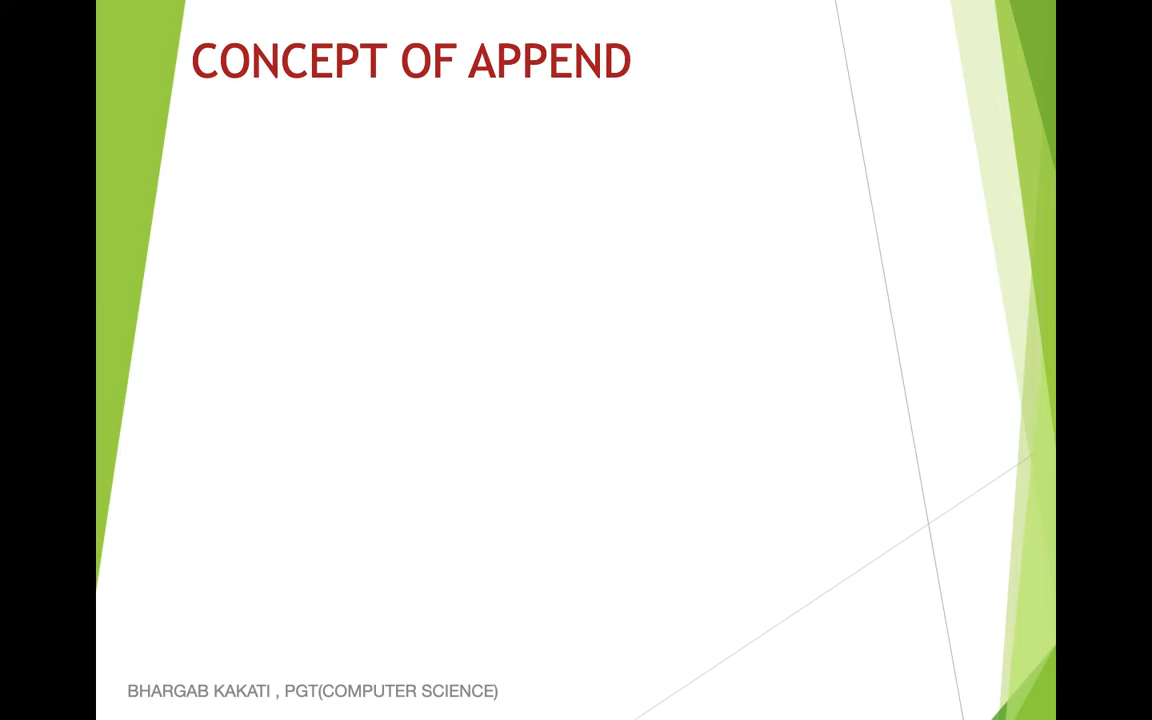 CONCEPT OF APPEND
BHARGAB KAKATI , PGT(COMPUTER SCIENCE)